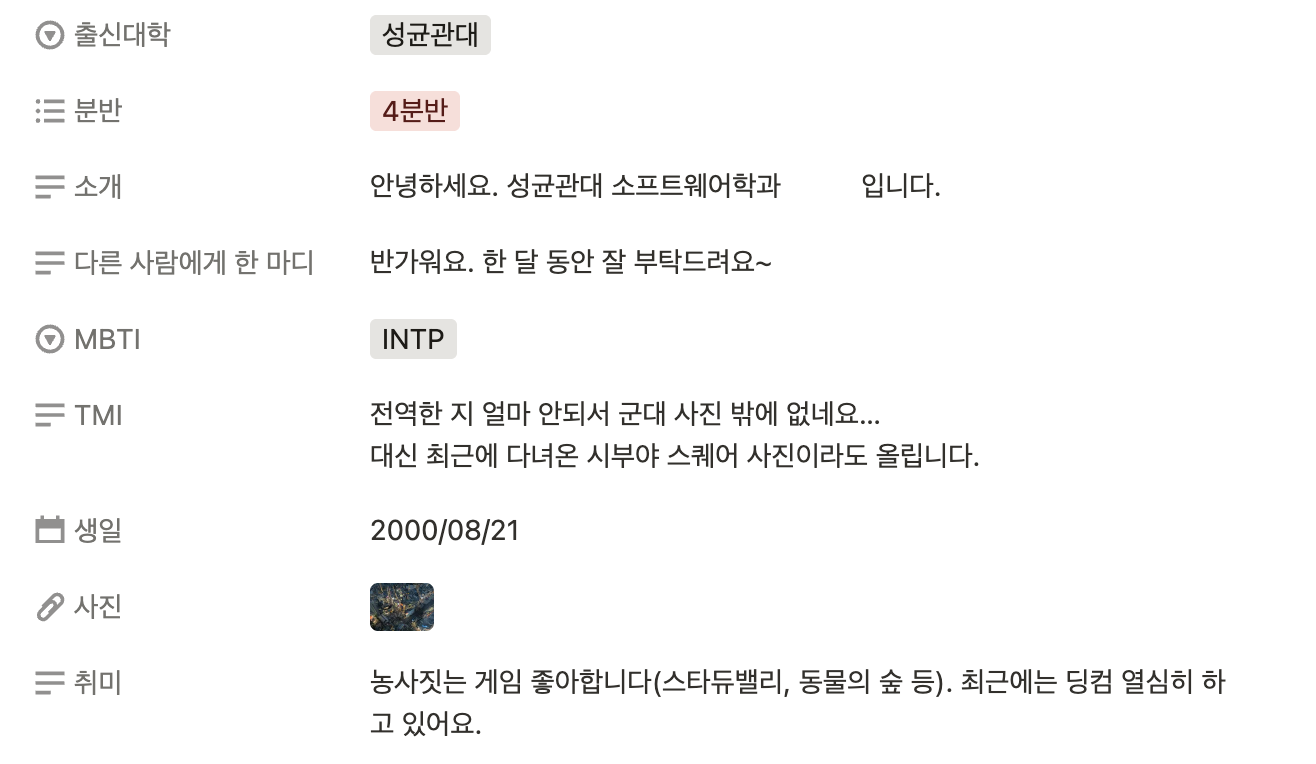 출신대학 성균관대
분반 4분반
소개 안녕하세요. 성균관대 소프트웨어학과 입니다.
다른 사람에게 한 마디 반가워요. 한 달 동안 잘 부탁드려요~
MBTI INTP
TMI 전역한 지 얼마 안되서 군대 사진 밖에 없네요...
대신 최근에 다녀온 시부야 스퀘어 사진이라도 올립니다.
생일 2000/08/21
사진
취미 농사짓는 게임 좋아합니다(스타듀밸리, 동물의 숲 등). 최근에는 딩컴 열심히 하
고 있어요.